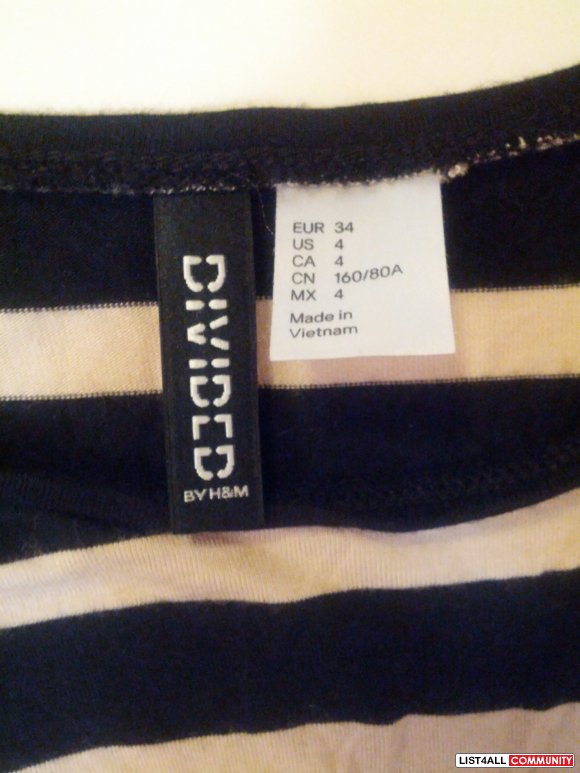 DIVIDED
BY H&M
EUR 34
US 4
CA 4
CN 160/80A
MX 4
Made in
Vietnam
LIST4ALL COMMUNITY